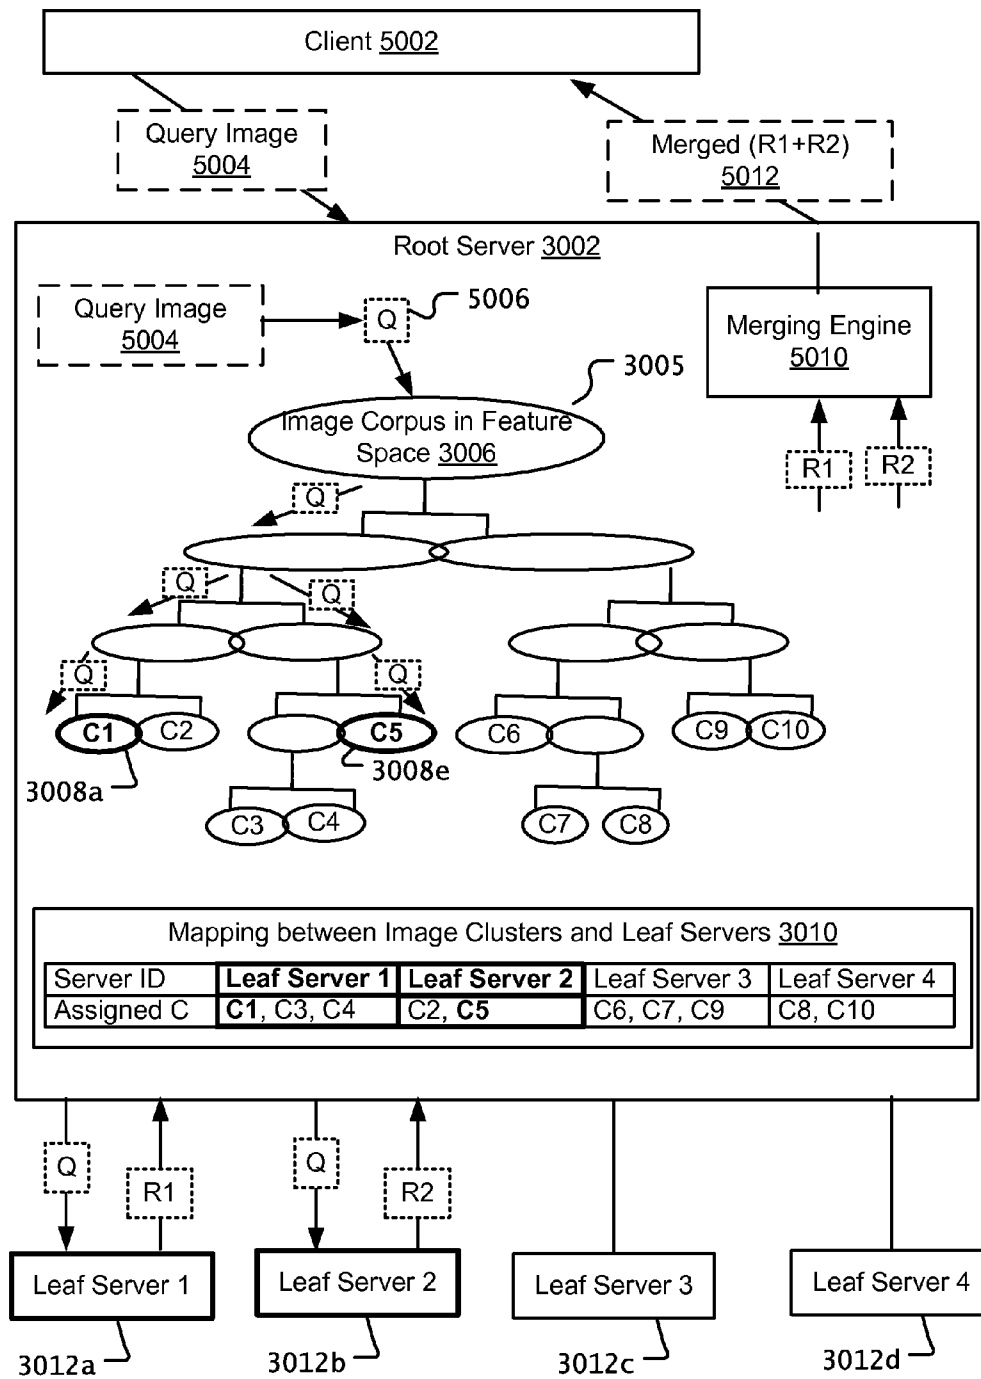 Client 5002
Query Image
5004
Merged (R1+R2)
5012
Root Server 3002
Query Image
5004
Q
5006
Merging Engine
5010
3005
Image Corpus in Feature
Space 3006
R1
R2
Q
Q
Q
Q
Q
C1
C2
C5
C6
C9
C10
3008a
3008e
C3
C4
C7
C8
Mapping between Image Clusters and Leaf Servers 3010
Server ID Leaf Server 1 Leaf Server 2 Leaf Server 3 Leaf Server 4
Assigned C C1, C3, C4 C2, C5 C6, C7, C9 C8, C10
Q
R1
Q
R2
Leaf Server 1
Leaf Server 2
Leaf Server 3
Leaf Server 4
3012a
3012b
3012c
3012d